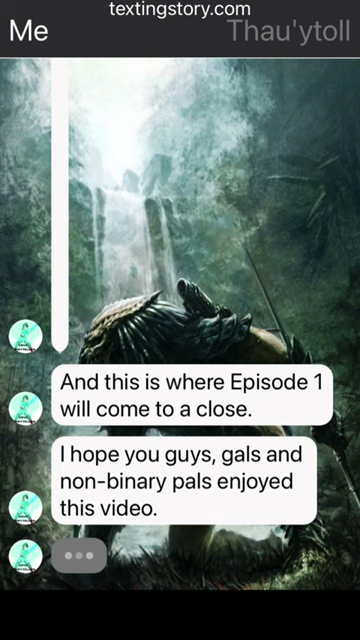 textingstory.com
Me
Thau'ytoll
And this is where Episode 1
will come to a close.
I hope you guys, gals and
non-binary pals enjoyed
this video.